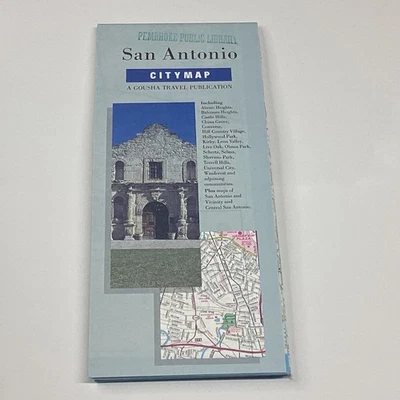 PEMBROKE PUBLIC LIBRARY
San Antonio
CITYMAP
A GOUSHA TRAVEL PUBLICATION
Including
Alamo Heights,
Balcones Heights,
Castle Hills,
China Grove,
Converse,
Hill Country Village,
Hollywood Park,
Kirby, Leon Valley,
Live Oak, Olmos Park,
Schertz, Selma,
Shavano Park,
Terrell Hills,
Universal City,
Windcrest and
adjoining
communities.
Plus maps of
San Antonio and
Vicinity and
Central San Antonio.